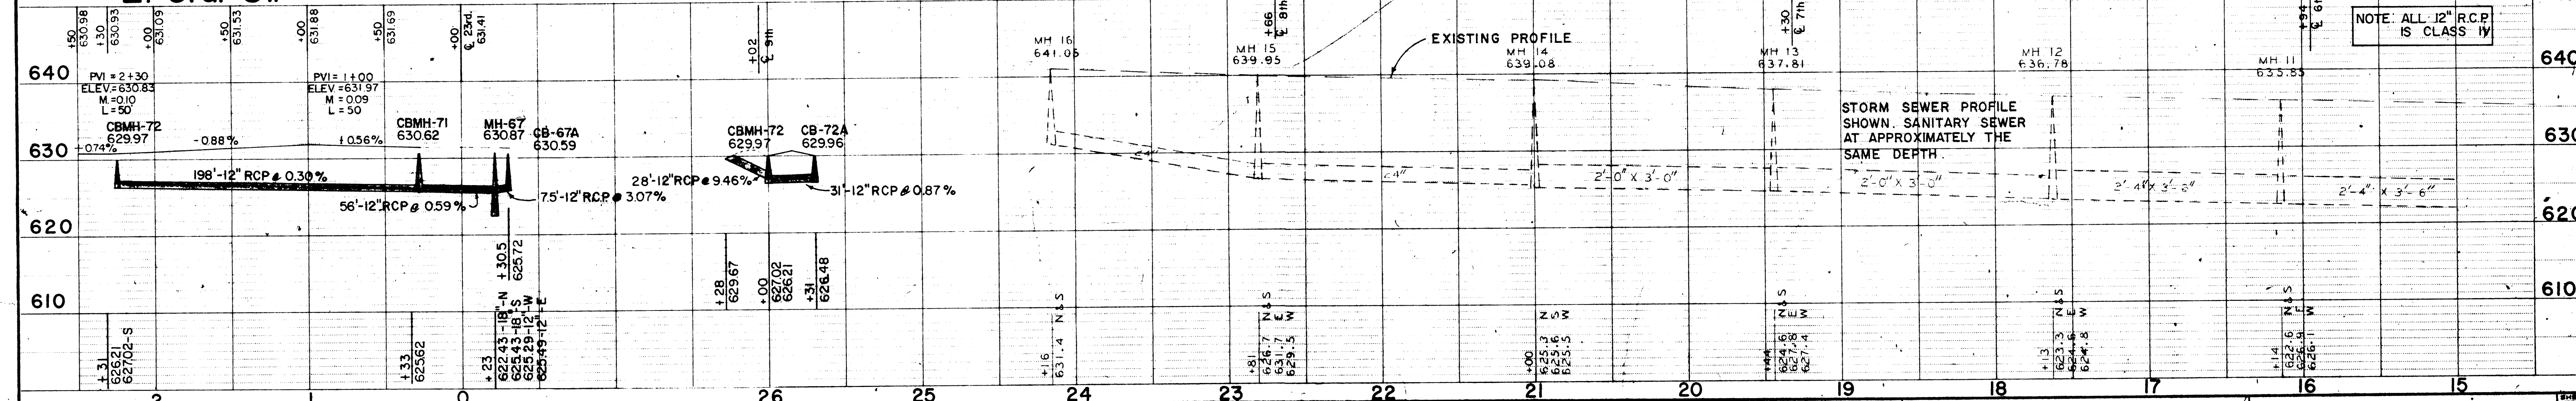 +50
630.98
+30
630.93
+00
631.09
+50
631.53
+00
631.88
+50
631.69
+00
℄ 23rd.
631.41
+02
℄ 9th
+66
℄ 8th
+30
℄ 7th
+94
NOTE: ALL 12" R.C.P.
IS CLASS IV
640
630
620
610
PVI = 2+30
ELEV.=630.83
M.=0.10
L=50'
PVI= 1+00
ELEV=631.97
M = 0.09
L = 50
CBMH-72
629.97
+0.74%
-0.88%
+0.56%
CBMH-71
630.62
MH-67
630.87
CB-67A
630.59
198'-12" RCP @ 0.30%
56'-12" RCP @ 0.59%
7.5'-12" R.C.P. @ 3.07%
CBMH-72
629.97
CB-72A
629.96
28'-12" RCP @ 9.46%
31'-12" RCP @ 0.87%
EXISTING PROFILE
MH 16
641.05
MH 15
639.95
MH 14
639.08
MH 13
637.81
MH 12
636.78
MH 11
635.85
STORM SEWER PROFILE
SHOWN. SANITARY SEWER
AT APPROXIMATELY THE
SAME DEPTH.
2'-0" X 3'-0"
2'-0" X 3'-0"
2'-4" X 3'-6"
2'-4" X 3'-6"
640
630
620
610
+31
626.21
627.02-S
+33
625.62
+23
622.43-18"-N
625.43-18"-S
625.29-12"-W
625.49-12"-E
+30.5
625.72
+28
629.67
+00
627.02
626.21
+31
626.48
+16
631.4 N&S
+81
626.7 N&S
631.7 E
629.5 W
+00
625.3 N
625.6 S
625.5 W
+44
624.6 N&S
627.8 E
627.4 W
+13
623.3 N&S
624.6 E
624.8 W
+14
622.6 N&S
626.9 E
626.1 W
2
1
0
26
25
24
23
22
21
20
19
18
17
16
15